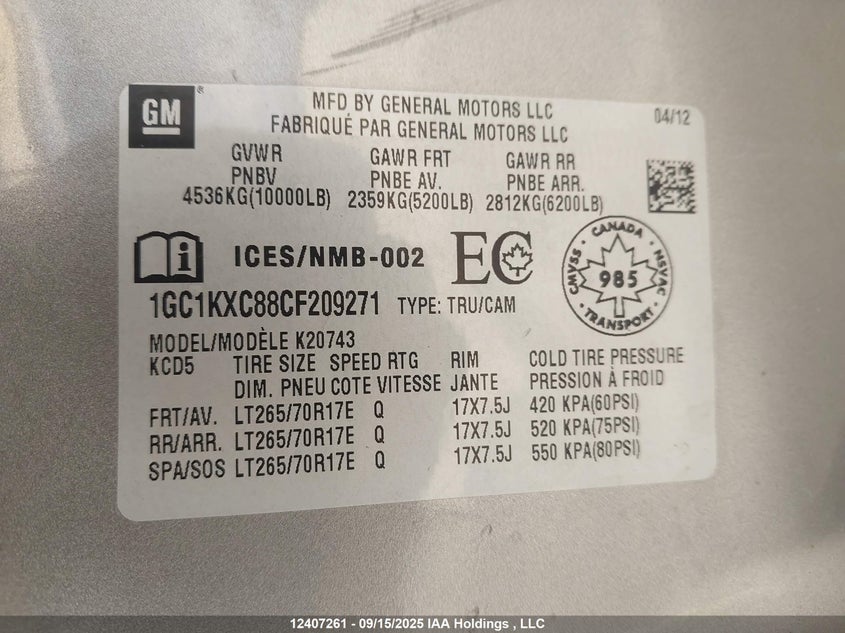 GM
MFD BY GENERAL MOTORS LLC
FABRIQUÉ PAR GENERAL MOTORS LLC
04/12
GVWR GAWR FRT GAWR RR
PNBV PNBE AV. PNBE ARR.
4536KG(10000LB) 2359KG(5200LB) 2812KG(6200LB)
ICES/NMB-002
EC
CANADA
CMVSS 985 NSVAC
TRANSPORT
1GC1KXC88CF209271 TYPE: TRU/CAM
MODEL/MODÈLE K20743
KCD5 TIRE SIZE SPEED RTG RIM COLD TIRE PRESSURE
DIM. PNEU COTE VITESSE JANTE PRESSION À FROID
FRT/AV. LT265/70R17E Q 17X7.5J 420 KPA(60PSI)
RR/ARR. LT265/70R17E Q 17X7.5J 520 KPA(75PSI)
SPA/SOS LT265/70R17E Q 17X7.5J 550 KPA(80PSI)
12407261 - 09/15/2025 IAA Holdings , LLC